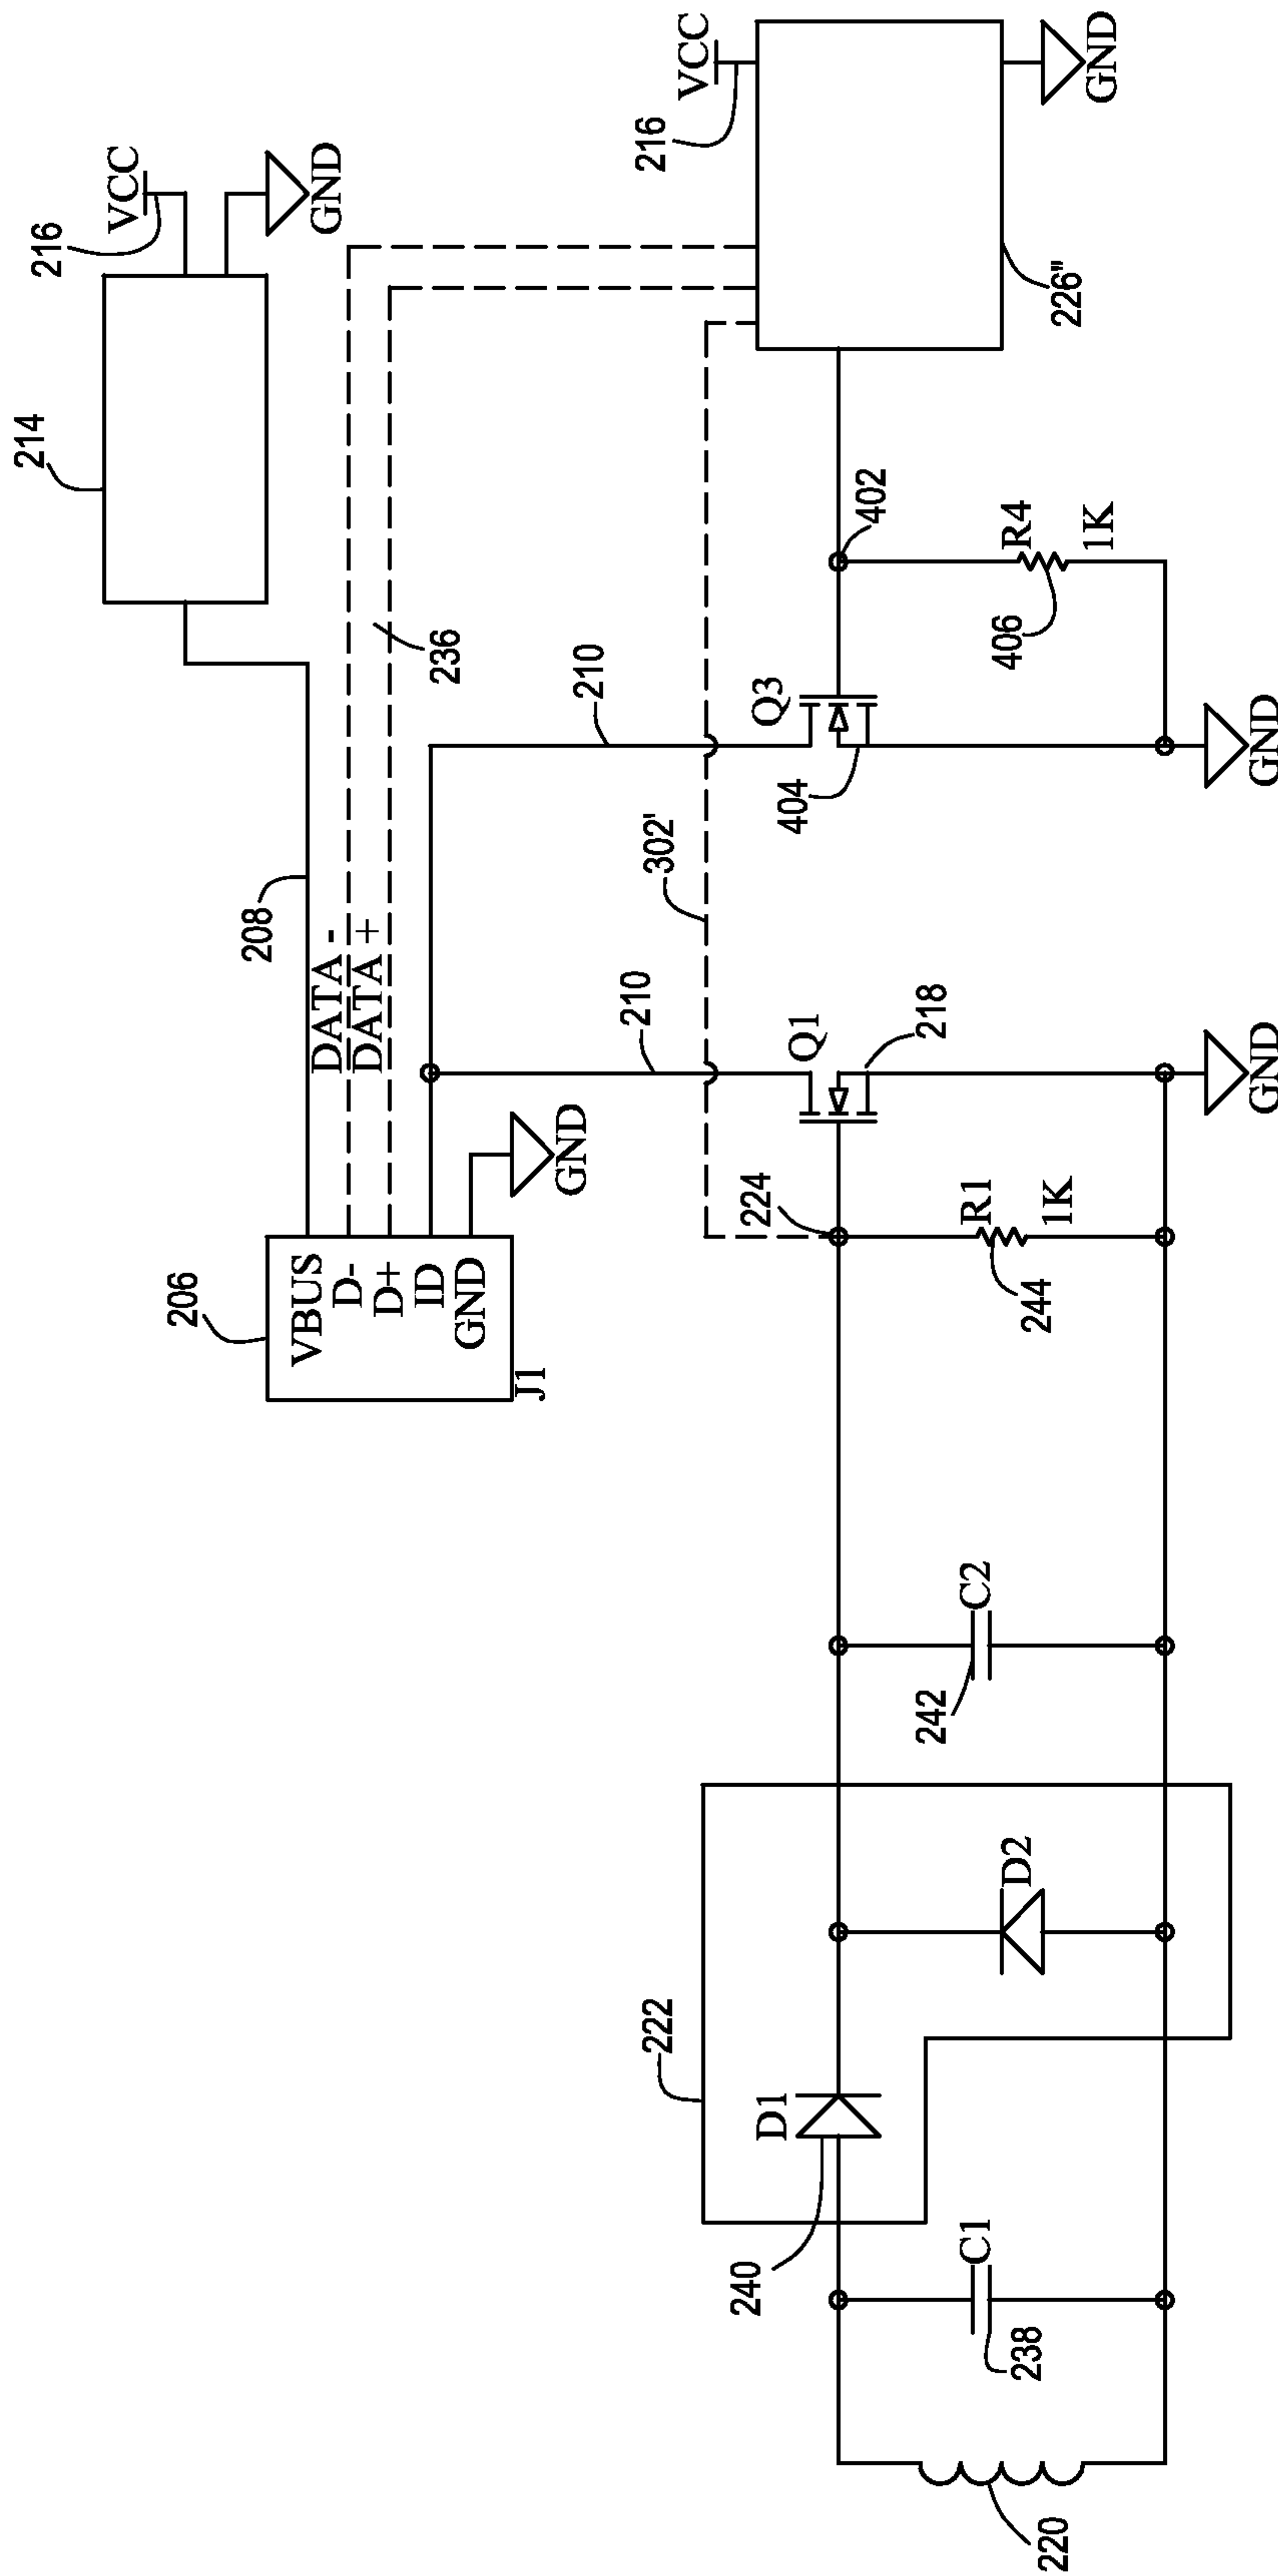 214
216
VCC
GND
206
VBUS
D-
D+
ID
GND
J1
208
DATA -
DATA +
236
GND
210
210
302'
216
VCC
226"
GND
222
D1
240
D2
C1
238
220
C2
242
224
R1
1K
244
Q1
218
GND
Q3
404
402
R4
1K
406
GND